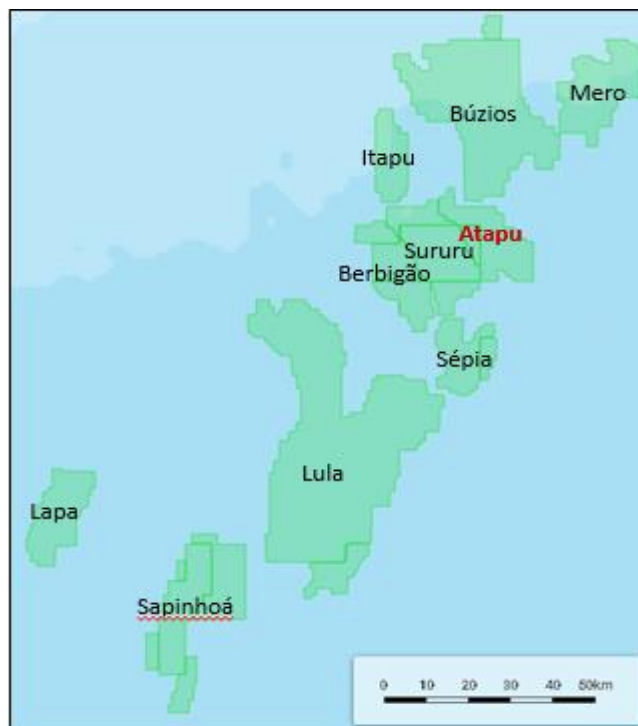 Mero
Búzios
Itapu
Atapu
Sururu
Berbigão
Sépia
Lula
Lapa
Sapinhoá
0 10 20 30 40 50km